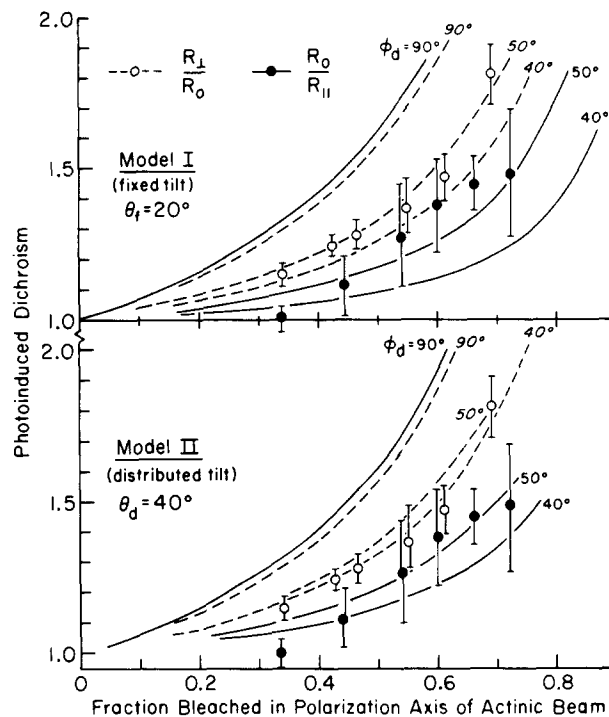 2.0
ϕd=90°
90°
50°
40°
50°
40°
R⊥
R₀
R₀
R||
Model I
(fixed tilt)
θf=20°
1.5
1.0
2.0
ϕd=90°
90°
40°
50°
50°
40°
Model II
(distributed tilt)
θd=40°
1.5
1.0
0 0.2 0.4 0.6 0.8
Photoinduced Dichroism
Fraction Bleached in Polarization Axis of Actinic Beam